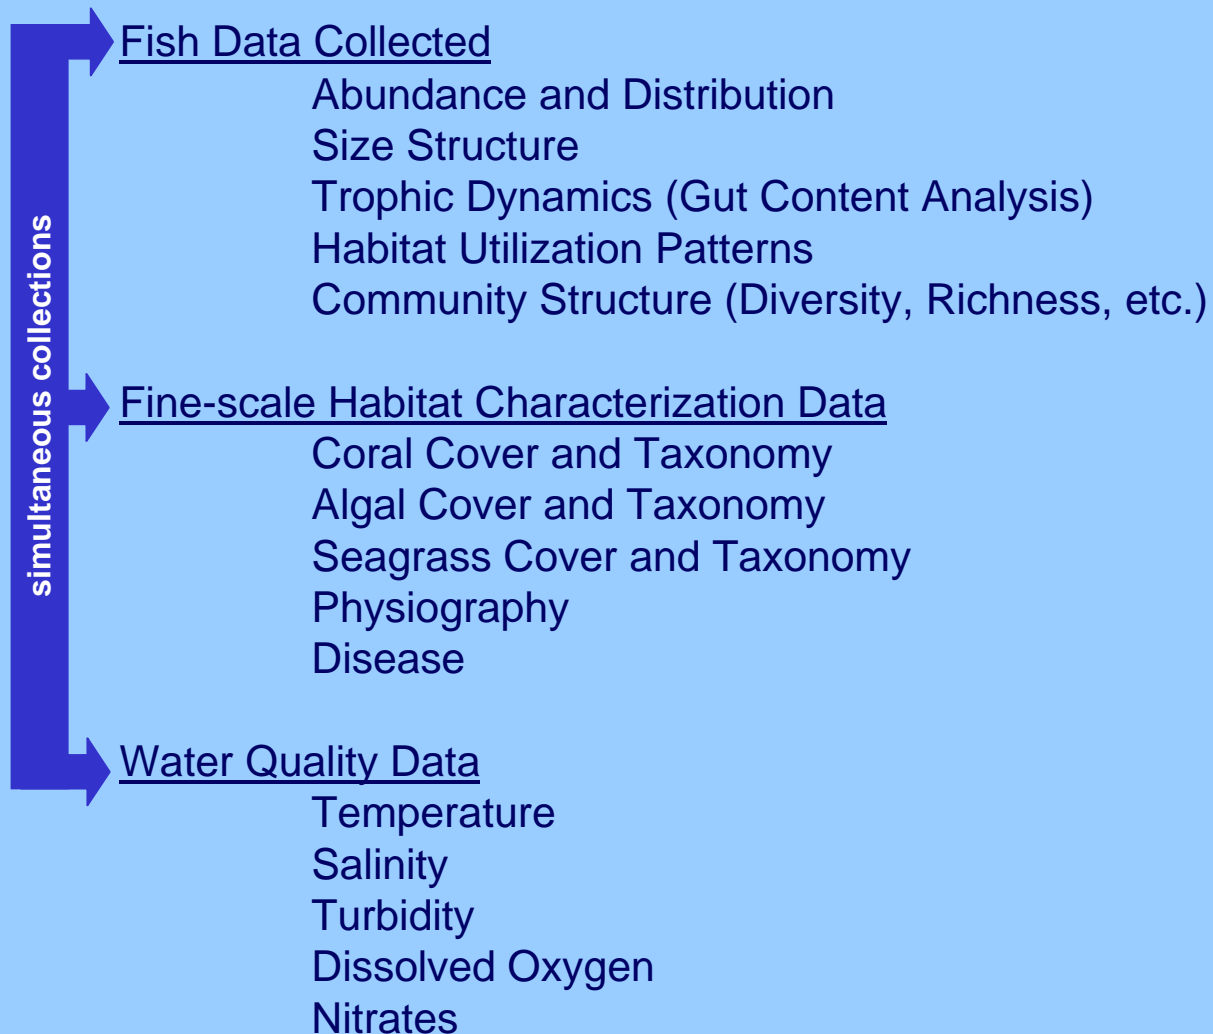 Fish Data Collected
Abundance and Distribution
Size Structure
Trophic Dynamics (Gut Content Analysis)
Habitat Utilization Patterns
Community Structure (Diversity, Richness, etc.)
simultaneous collections
Fine-scale Habitat Characterization Data
Coral Cover and Taxonomy
Algal Cover and Taxonomy
Seagrass Cover and Taxonomy
Physiography
Disease
Water Quality Data
Temperature
Salinity
Turbidity
Dissolved Oxygen
Nitrates